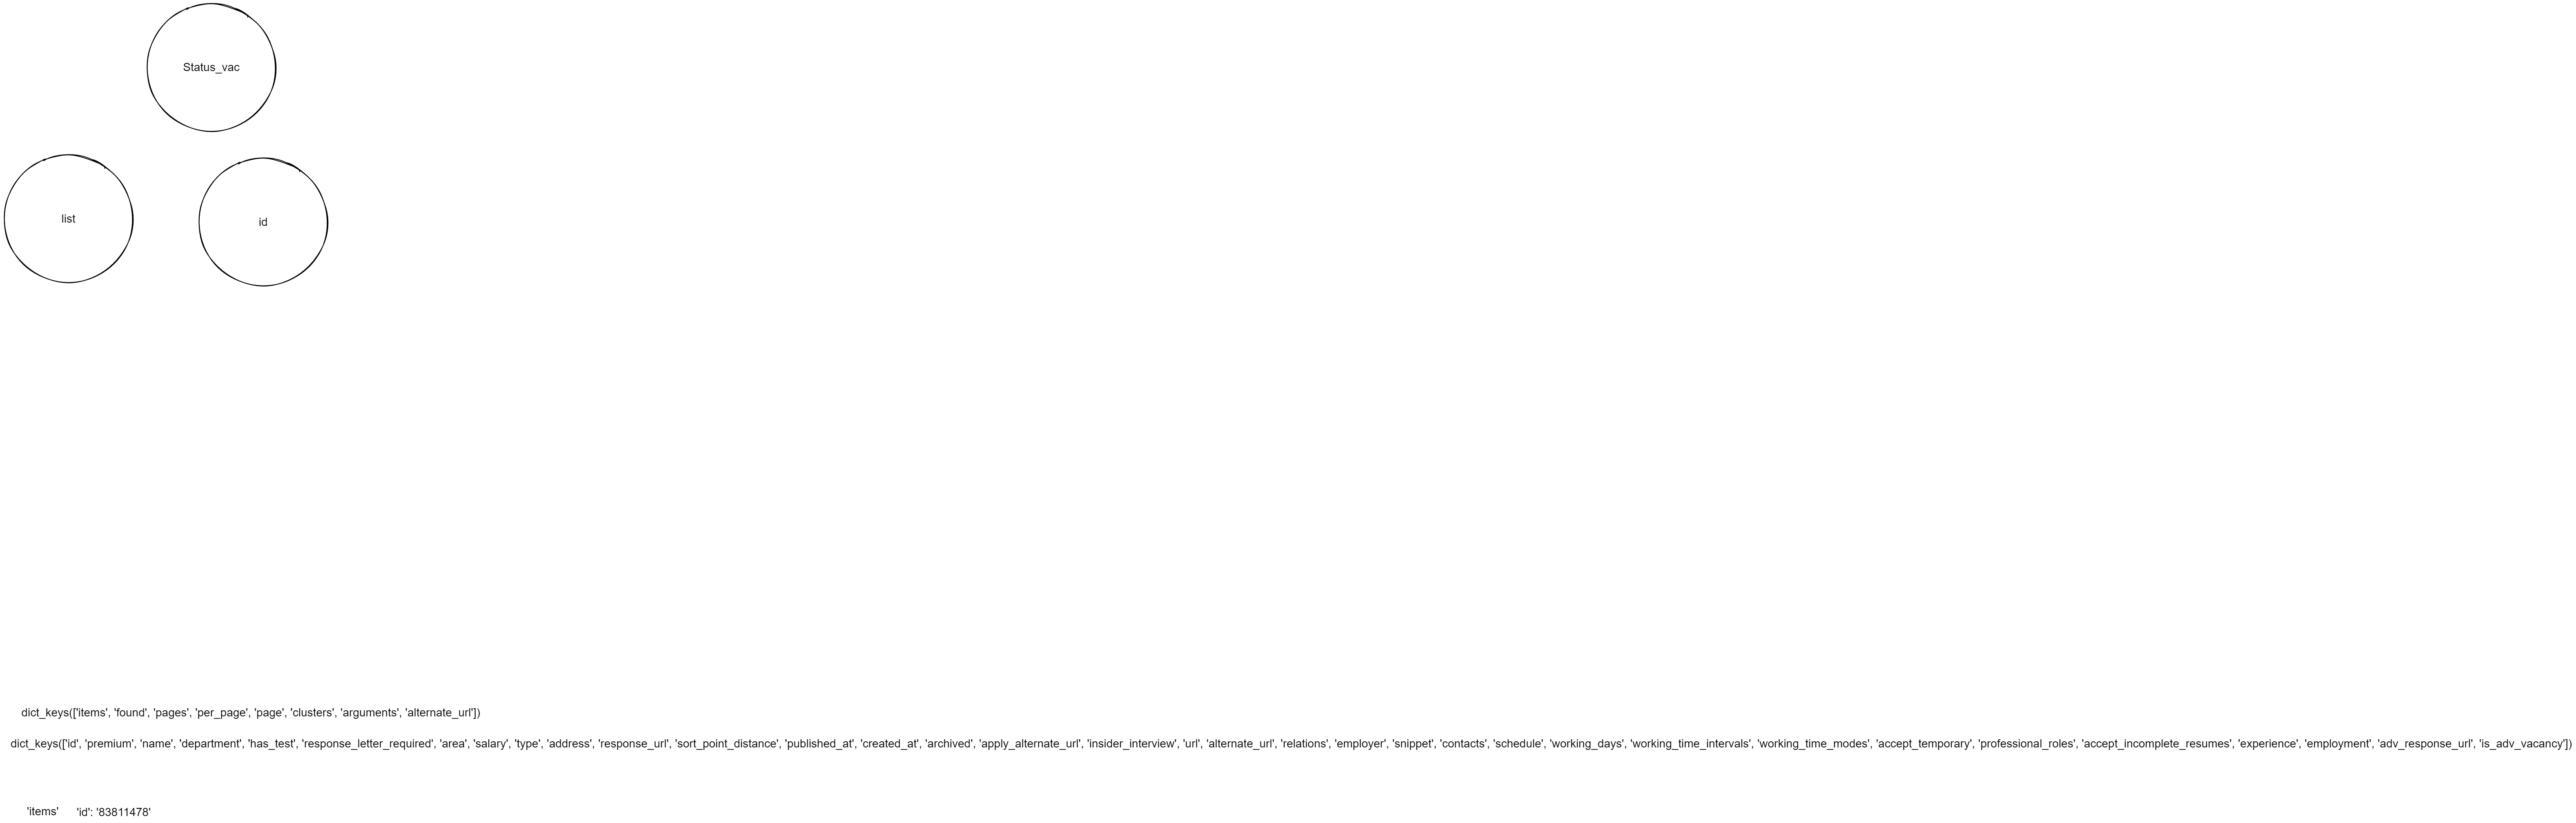 Status_vac
list
id
dict_keys(['items', 'found', 'pages', 'per_page', 'page', 'clusters', 'arguments', 'alternate_url'])
dict_keys(['id', 'premium', 'name', 'department', 'has_test', 'response_letter_required', 'area', 'salary', 'type', 'address', 'response_url', 'sort_point_distance', 'published_at', 'created_at', 'archived', 'apply_alternate_url', 'insider_interview', 'url', 'alternate_url', 'relations', 'employer', 'snippet', 'contacts', 'schedule', 'working_days', 'working_time_intervals', 'working_time_modes', 'accept_temporary', 'professional_roles', 'accept_incomplete_resumes', 'experience', 'employment', 'adv_response_url', 'is_adv_vacancy'])
'items' 'id': '83811478'